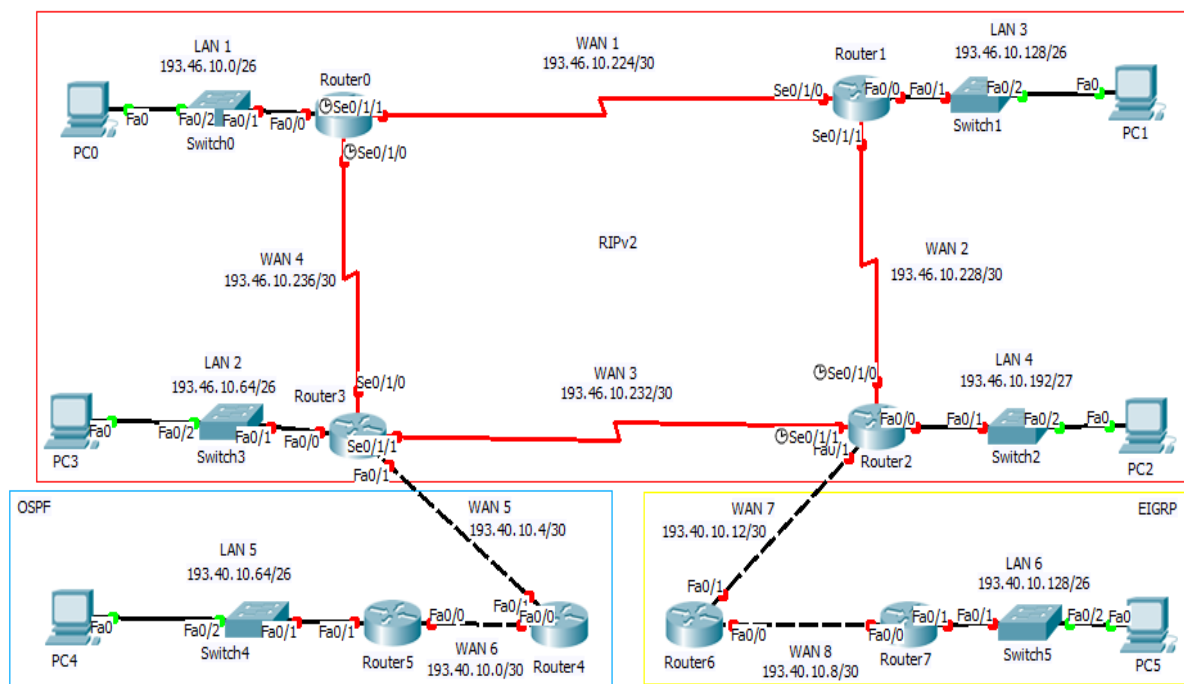 LAN 1
193.46.10.0/26
WAN 1
193.46.10.224/30
LAN 3
193.46.10.128/26
Router0
Router1
Fa0
Fa0/2
Fa0/1
Fa0/0
Se0/1/1
Se0/1/0
Fa0/0
Fa0/1
Fa0/2
Fa0
PC0
Switch0
Se0/1/0
Se0/1/1
Switch1
PC1
RIPv2
WAN 4
193.46.10.236/30
WAN 2
193.46.10.228/30
LAN 2
193.46.10.64/26
Router3
Se0/1/0
WAN 3
193.46.10.232/30
Se0/1/0
LAN 4
193.46.10.192/27
Fa0
Fa0/2
Fa0/1
Fa0/0
Se0/1/1
Se0/1/1
Fa0/0
Fa0/1
Fa0/2
Fa0
PC3
Switch3
Fa0/1
Router2
Switch2
PC2
OSPF
WAN 5
193.40.10.4/30
WAN 7
193.40.10.12/30
EIGRP
LAN 5
193.40.10.64/26
LAN 6
193.40.10.128/26
Fa0/1
Fa0/1
Fa0
Fa0/2
Fa0/1
Fa0/1
Fa0/0
Fa0/0
Fa0/0
Fa0/0
Fa0/1
Fa0/1
Fa0/2
Fa0
PC4
Switch4
Router5
WAN 6
193.40.10.0/30
Router4
Router6
WAN 8
193.40.10.8/30
Router7
Switch5
PC5